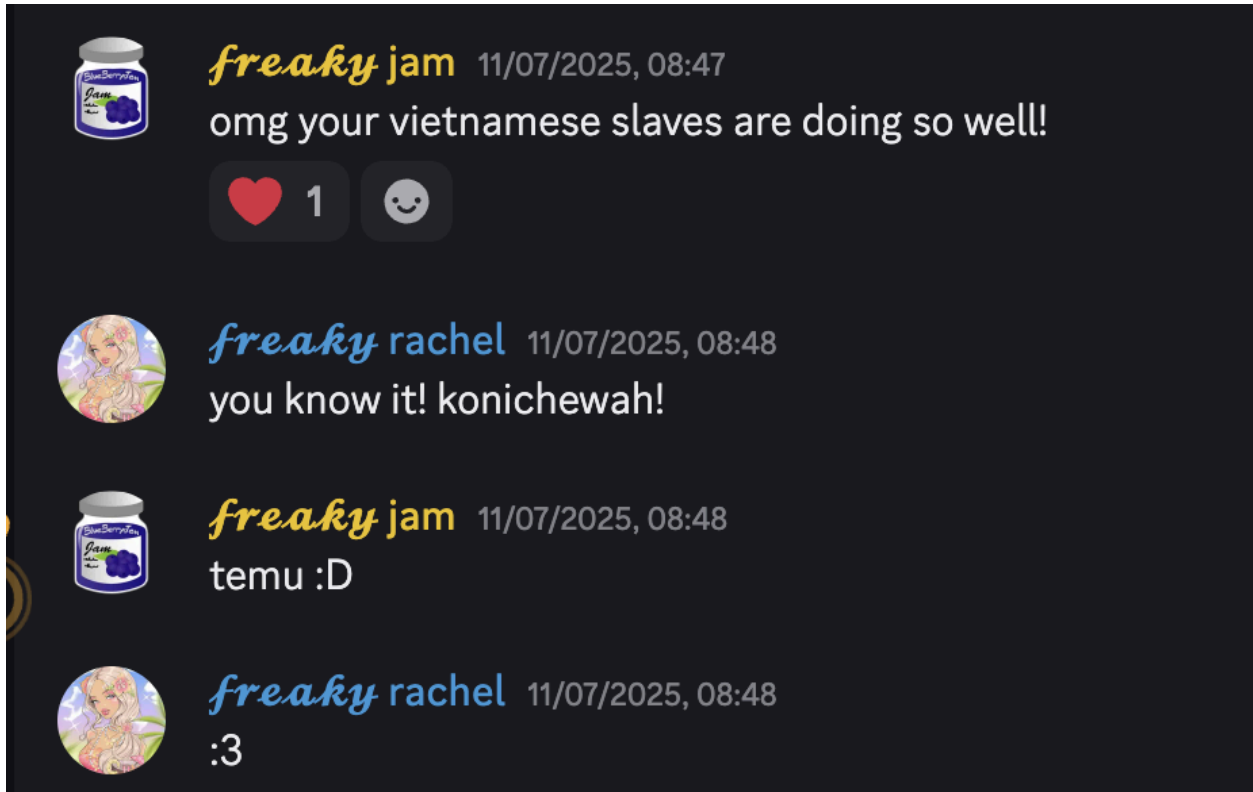 freaky jam 11/07/2025, 08:47
omg your vietnamese slaves are doing so well!
1
freaky rachel 11/07/2025, 08:48
you know it! konichewah!
freaky jam 11/07/2025, 08:48
temu :D
freaky rachel 11/07/2025, 08:48
:3